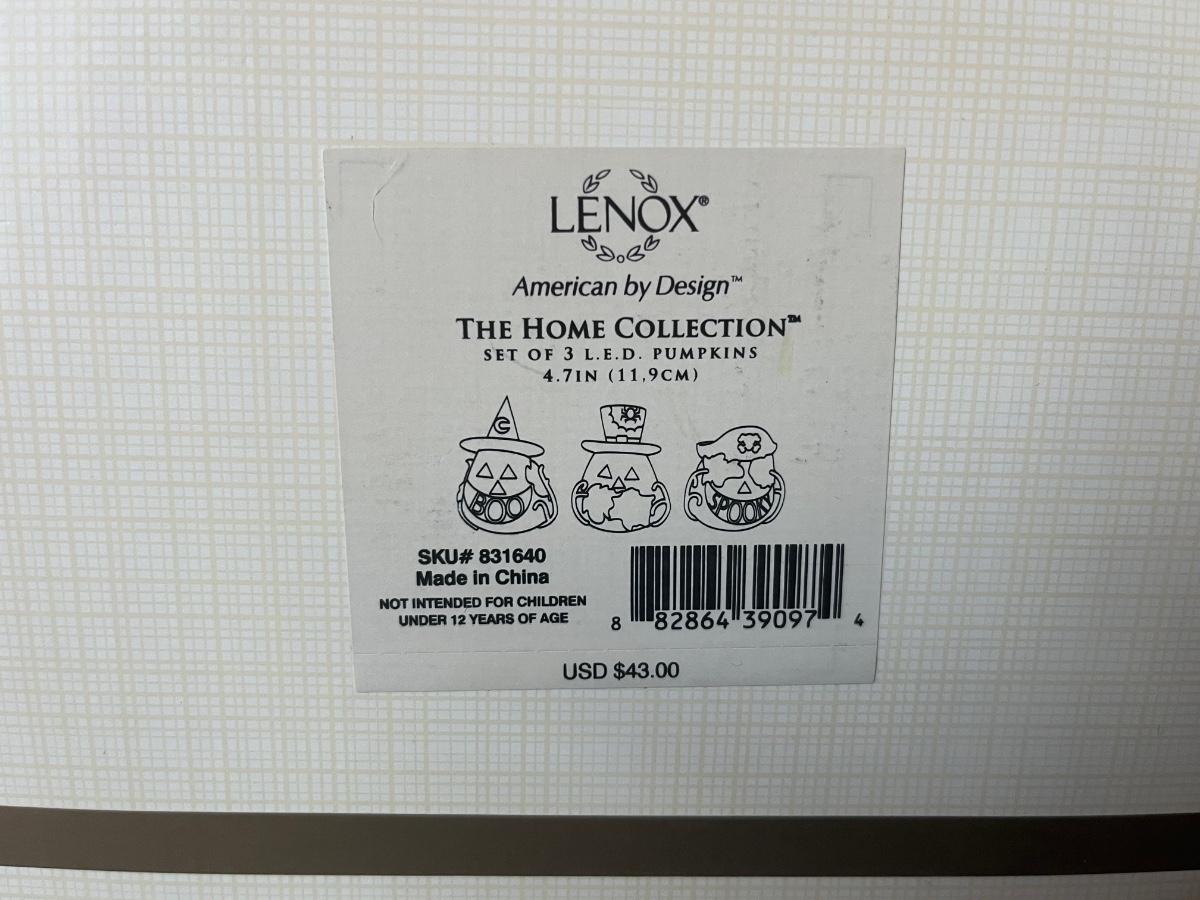 LENOX®
American by Design™
THE HOME COLLECTION™
SET OF 3 L.E.D. PUMPKINS
4.7IN (11,9CM)
BOO
SPOOKY
SKU# 831640
Made in China
NOT INTENDED FOR CHILDREN
UNDER 12 YEARS OF AGE
8 82864 39097 4
USD $43.00